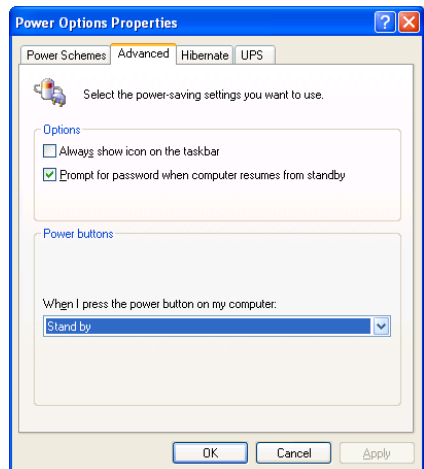 Power Options Properties
Power Schemes Advanced Hibernate UPS
Select the power-saving settings you want to use.
Options
Always show icon on the taskbar
Prompt for password when computer resumes from standby
Power buttons
When I press the power button on my computer:
Stand by
OK Cancel Apply